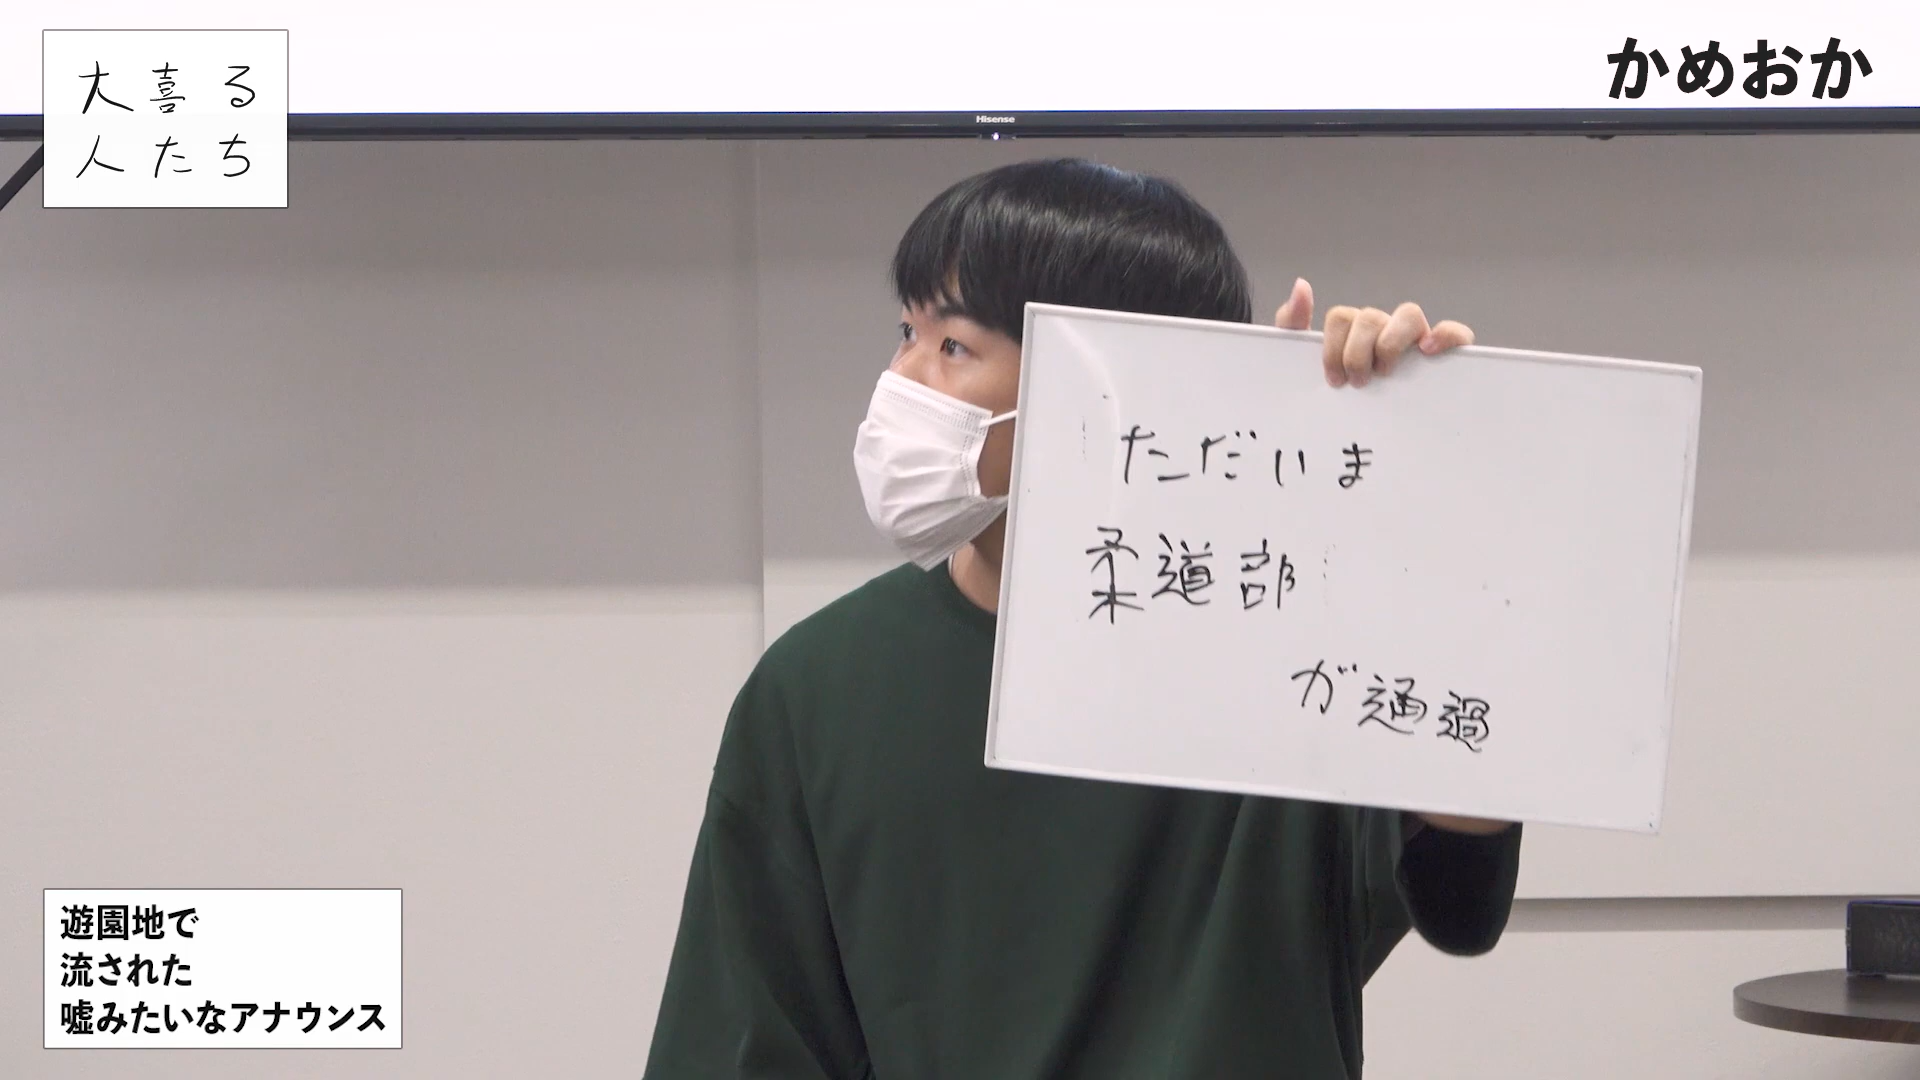 大喜る
人たち
かめおか
Hisense
ただいま
柔道部
が通過
遊園地で
流された
嘘みたいなアナウンス